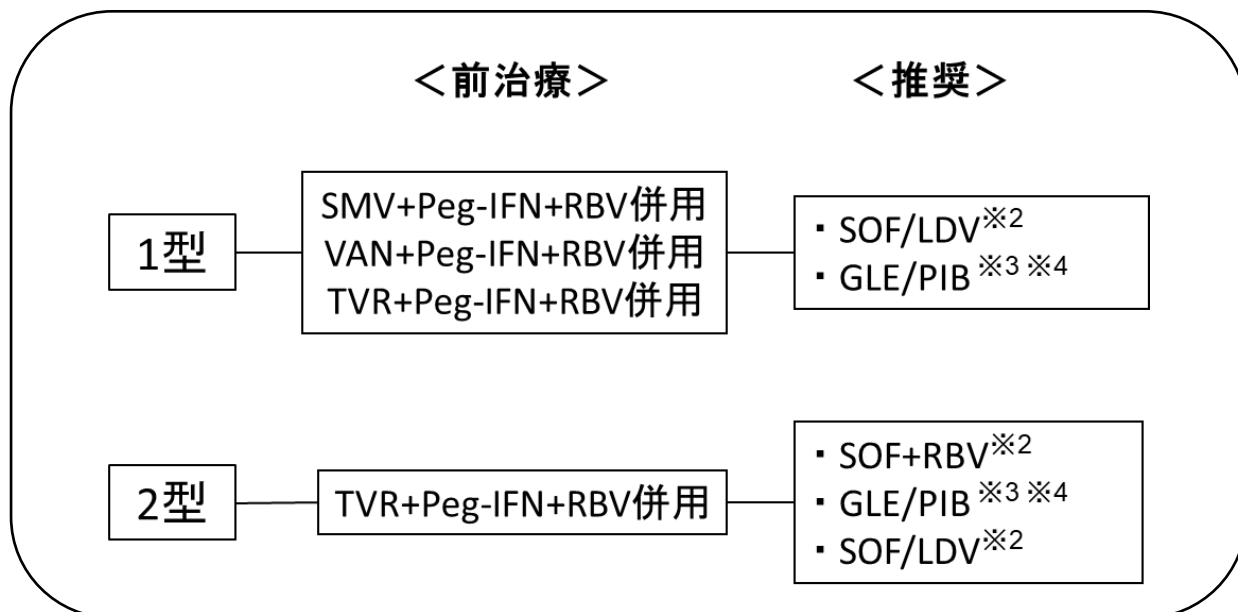 ＜前治療＞ ＜推奨＞
1型
SMV+Peg-IFN+RBV併用
VAN+Peg-IFN+RBV併用
TVR+Peg-IFN+RBV併用
・SOF/LDV※2
・GLE/PIB※3 ※4
2型
TVR+Peg-IFN+RBV併用
・SOF+RBV※2
・GLE/PIB※3 ※4
・SOF/LDV※2